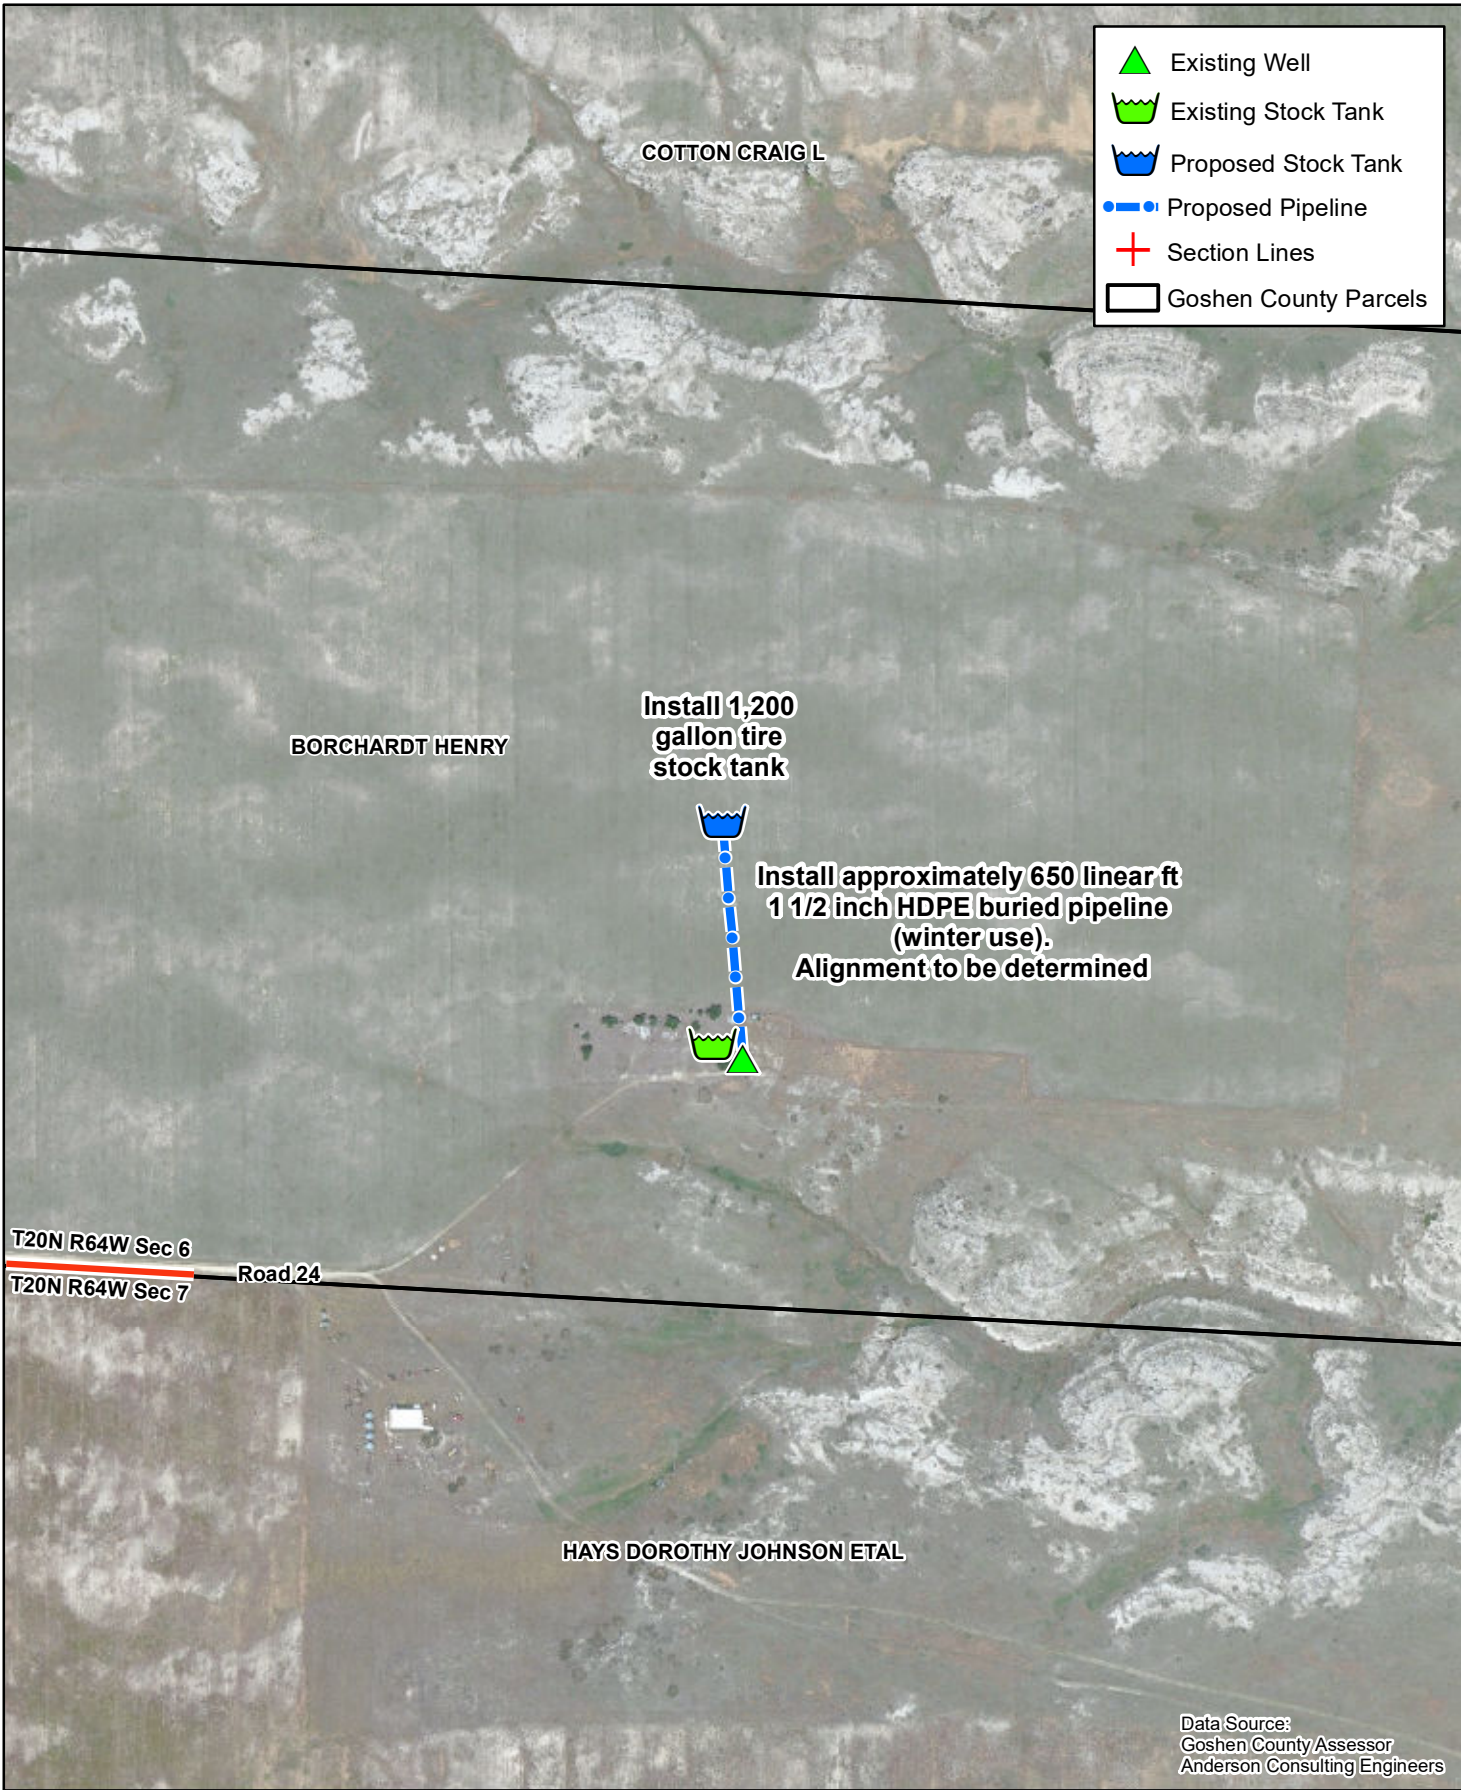 Existing Well
Existing Stock Tank
Proposed Stock Tank
Proposed Pipeline
Section Lines
Goshen County Parcels
COTTON CRAIG L
Install 1,200
gallon tire
stock tank
BORCHARDT HENRY
Install approximately 650 linear ft
1 1/2 inch HDPE buried pipeline
(winter use).
Alignment to be determined
T20N R64W Sec 6
Road 24
T20N R64W Sec 7
HAYS DOROTHY JOHNSON ETAL
Data Source:
Goshen County Assessor
Anderson Consulting Engineers